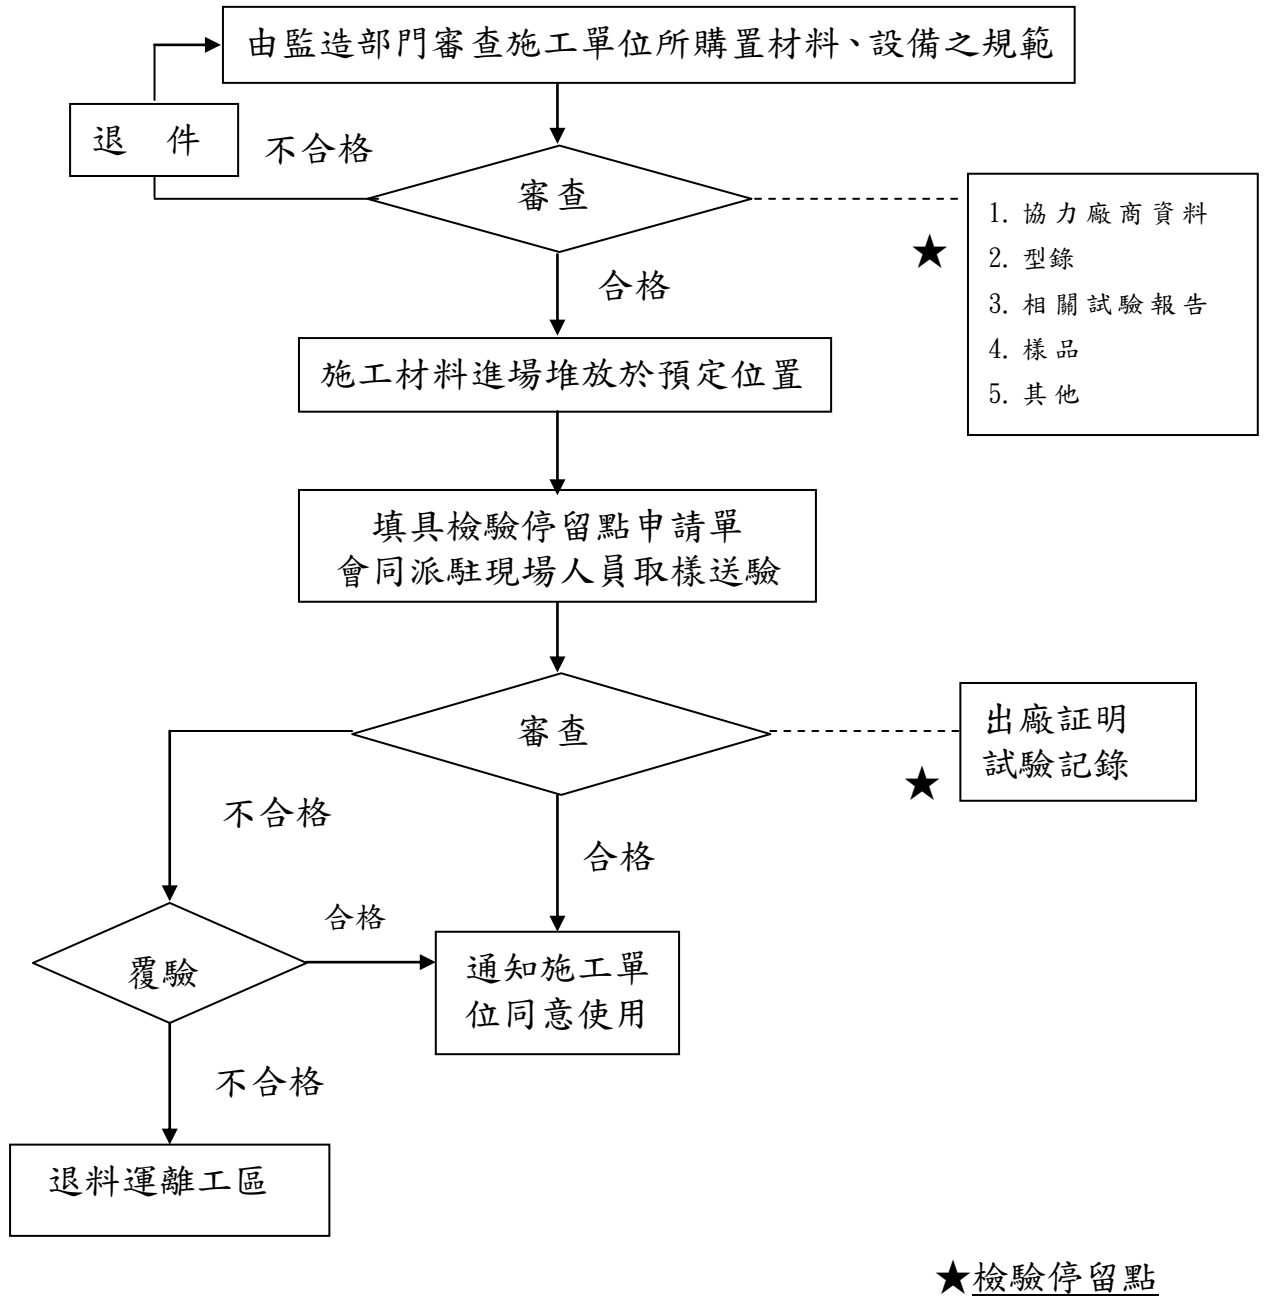 由監造部門審查施工單位所購置材料、設備之規範
退 件
不合格
審查
1. 協力廠商資料
2. 型錄
3. 相關試驗報告
4. 樣品
5. 其他
★
合格
施工材料進場堆放於預定位置
填具檢驗停留點申請單
會同派駐現場人員取樣送驗
審查
出廠証明
試驗記錄
★
不合格
合格
覆驗
合格
通知施工單
位同意使用
不合格
退料運離工區
★檢驗停留點